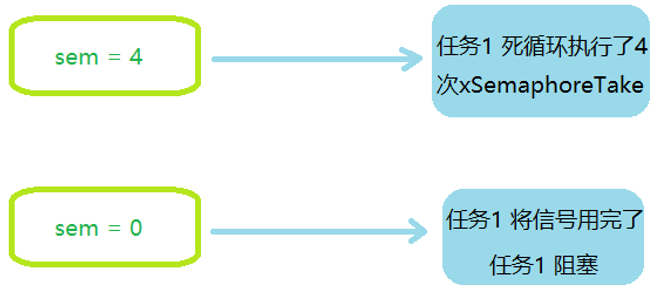 sem = 4
任务1 死循环执行了4
次xSemaphoreTake
sem = 0
任务1 将信号用完了
任务1 阻塞